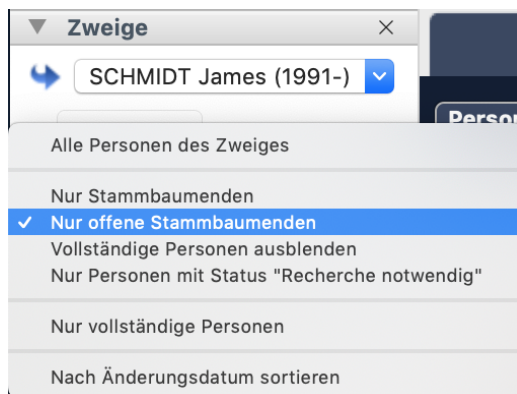 Zweige
SCHMIDT James (1991-)
Person
Alle Personen des Zweiges
Nur Stammbaumenden
Nur offene Stammbaumenden
Vollständige Personen ausblenden
Nur Personen mit Status "Recherche notwendig"
Nur vollständige Personen
Nach Änderungsdatum sortieren